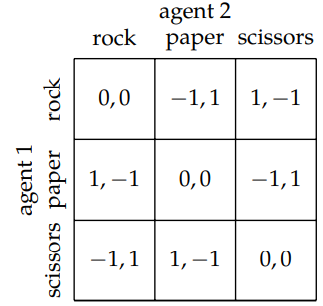 agent 2
rock paper scissors
agent 1
rock
0, 0 −1, 1 1, −1
paper
1, −1 0, 0 −1, 1
scissors
−1, 1 1, −1 0, 0